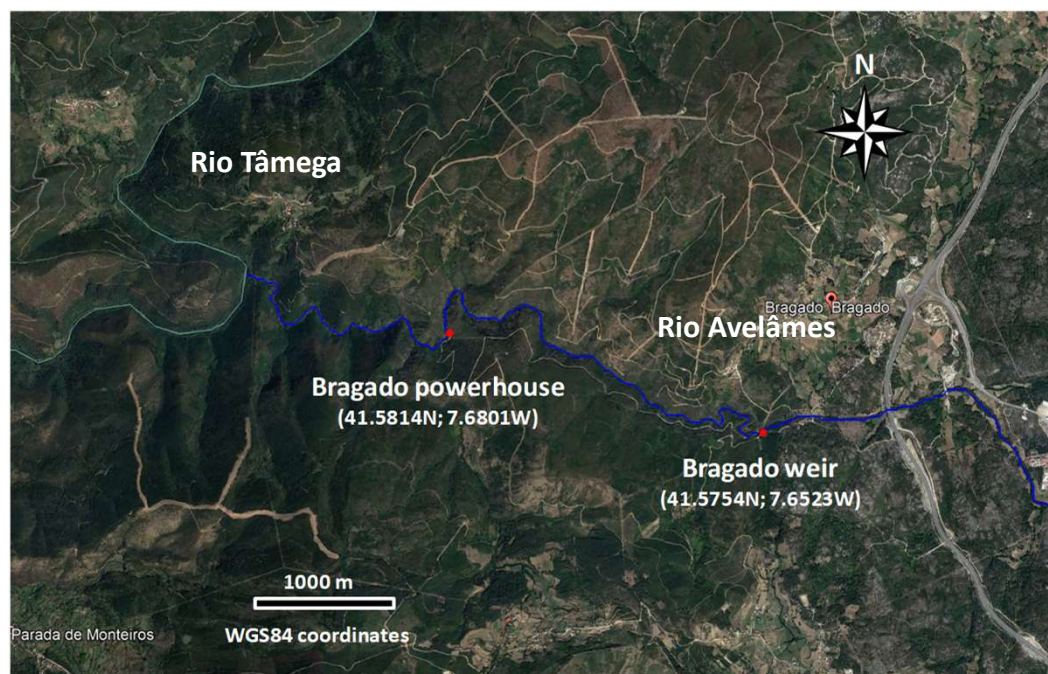 N
Rio Tâmega
Bragado Bragado
Rio Avelâmes
Bragado powerhouse
(41.5814N; 7.6801W)
Bragado weir
(41.5754N; 7.6523W)
1000 m
WGS84 coordinates
Parada de Monteiros